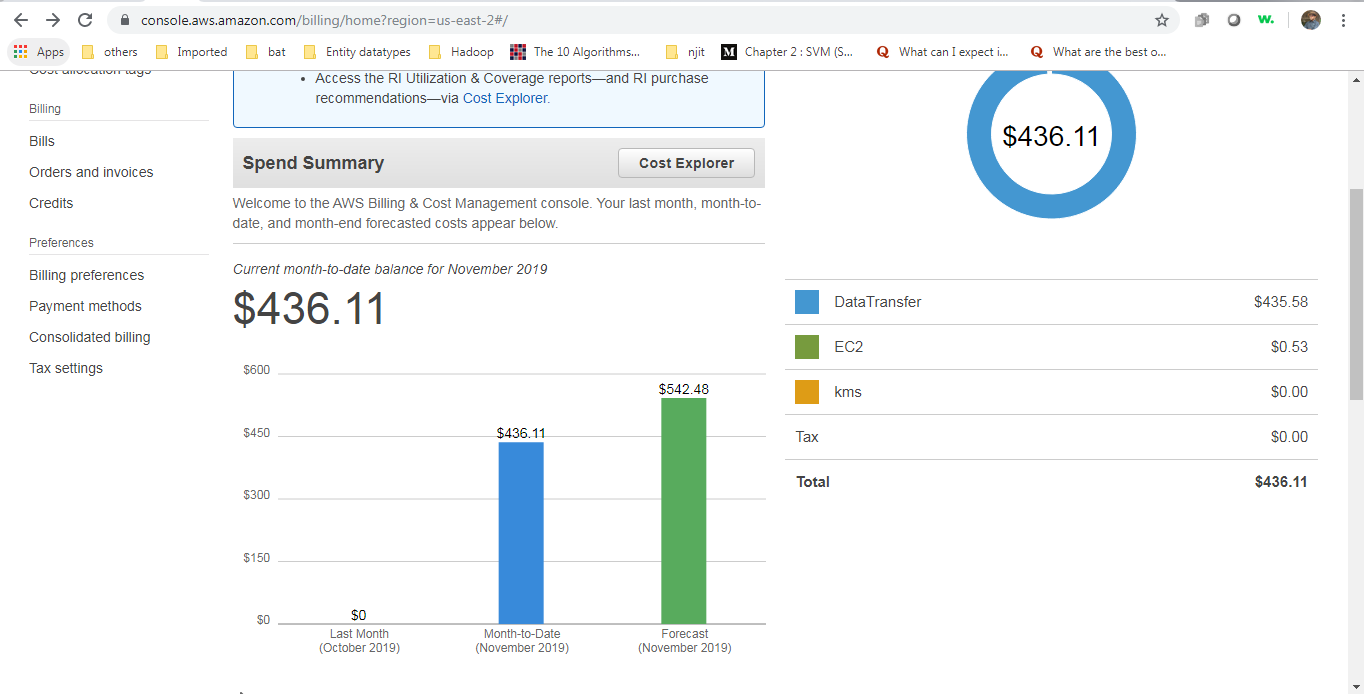 console.aws.amazon.com/billing/home?region=us-east-2#/
w.
Apps
others
Imported
bat
Entity datatypes
Hadoop
The 10 Algorithms...
njit
M
Chapter 2 : SVM (S...
Q
What can I expect i...
Q
What are the best o...
Cost allocation tags
Billing
Bills
Orders and invoices
Credits
Preferences
Billing preferences
Payment methods
Consolidated billing
Tax settings
• Access the RI Utilization & Coverage reports—and RI purchase
recommendations—via Cost Explorer.
Spend Summary
Cost Explorer
Welcome to the AWS Billing & Cost Management console. Your last month, month-to-
date, and month-end forecasted costs appear below.
Current month-to-date balance for November 2019
$436.11
$600
$450
$300
$150
$0
$0
$436.11
$542.48
Last Month
(October 2019)
Month-to-Date
(November 2019)
Forecast
(November 2019)
$436.11
DataTransfer $435.58
EC2 $0.53
kms $0.00
Tax $0.00
Total $436.11